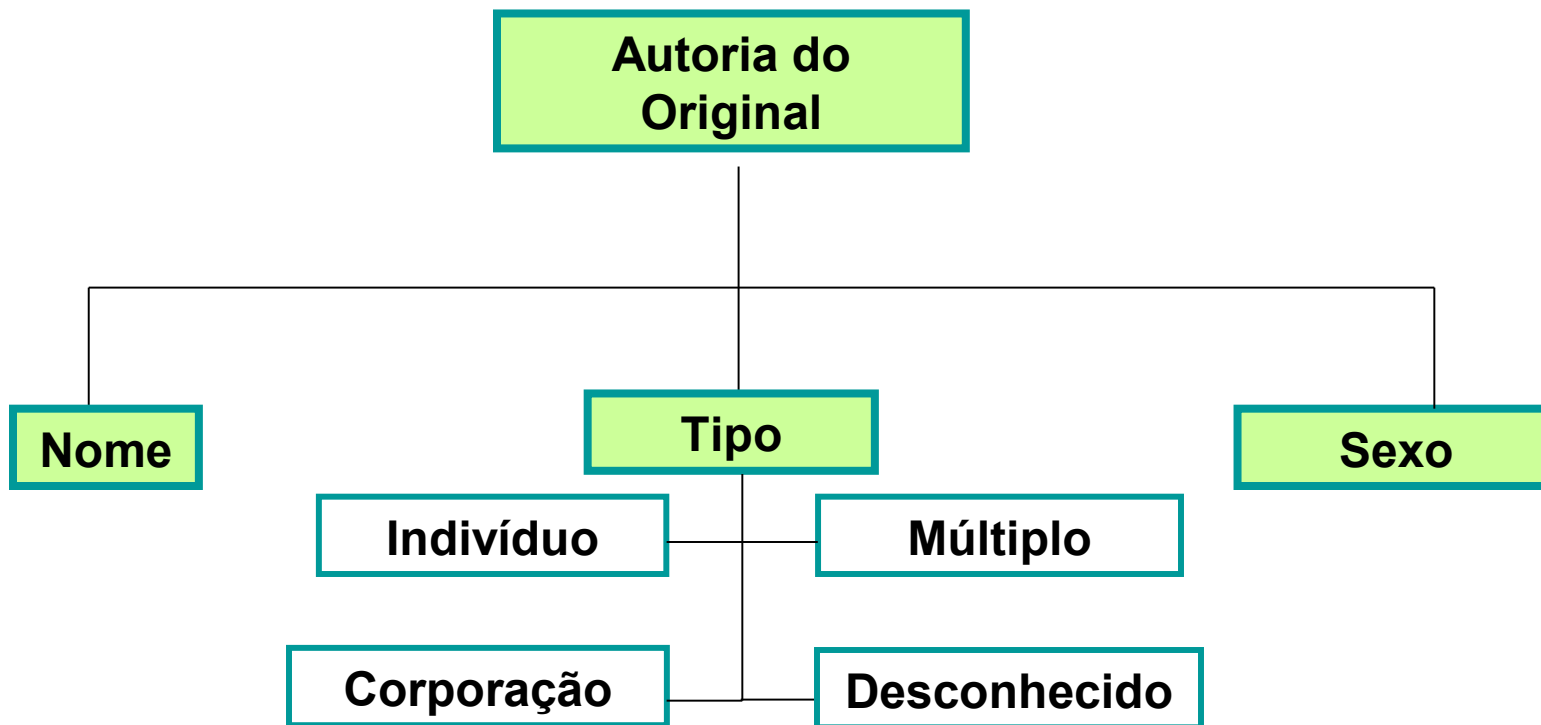 Autoria do
Original
Nome
Tipo
Sexo
Indivíduo
Múltiplo
Corporação
Desconhecido